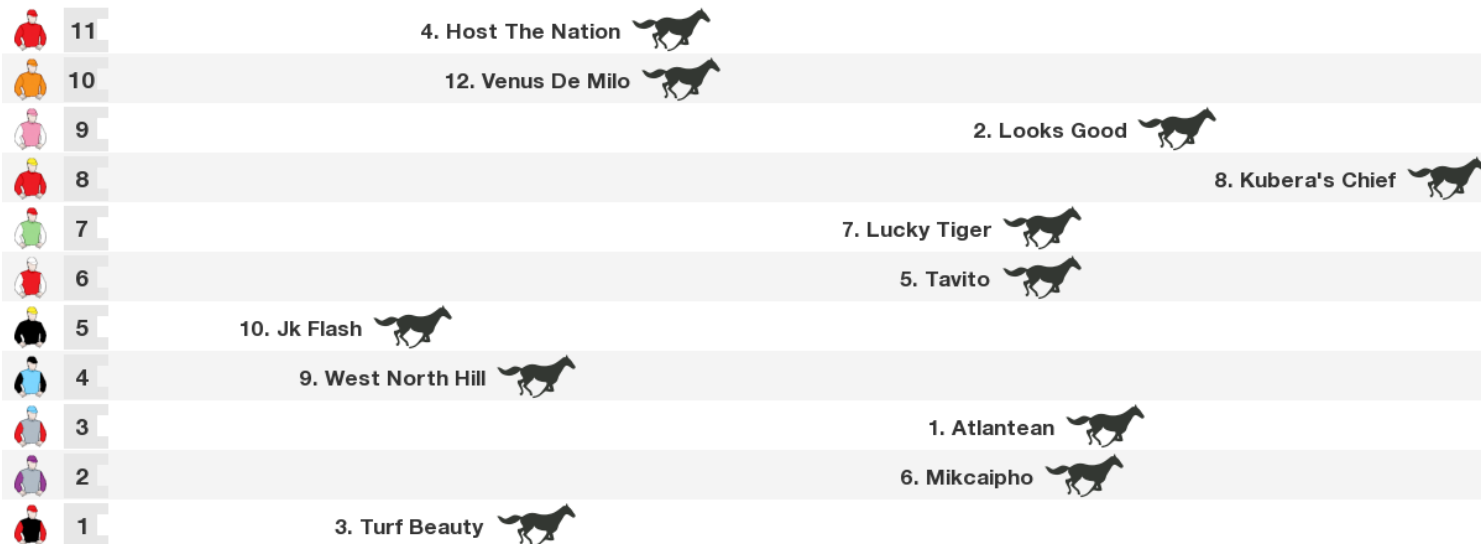 11 4. Host The Nation
10 12. Venus De Milo
9 2. Looks Good
8 8. Kubera's Chief
7 7. Lucky Tiger
6 5. Tavito
5 10. Jk Flash
4 9. West North Hill
3 1. Atlantean
2 6. Mikcaipho
1 3. Turf Beauty